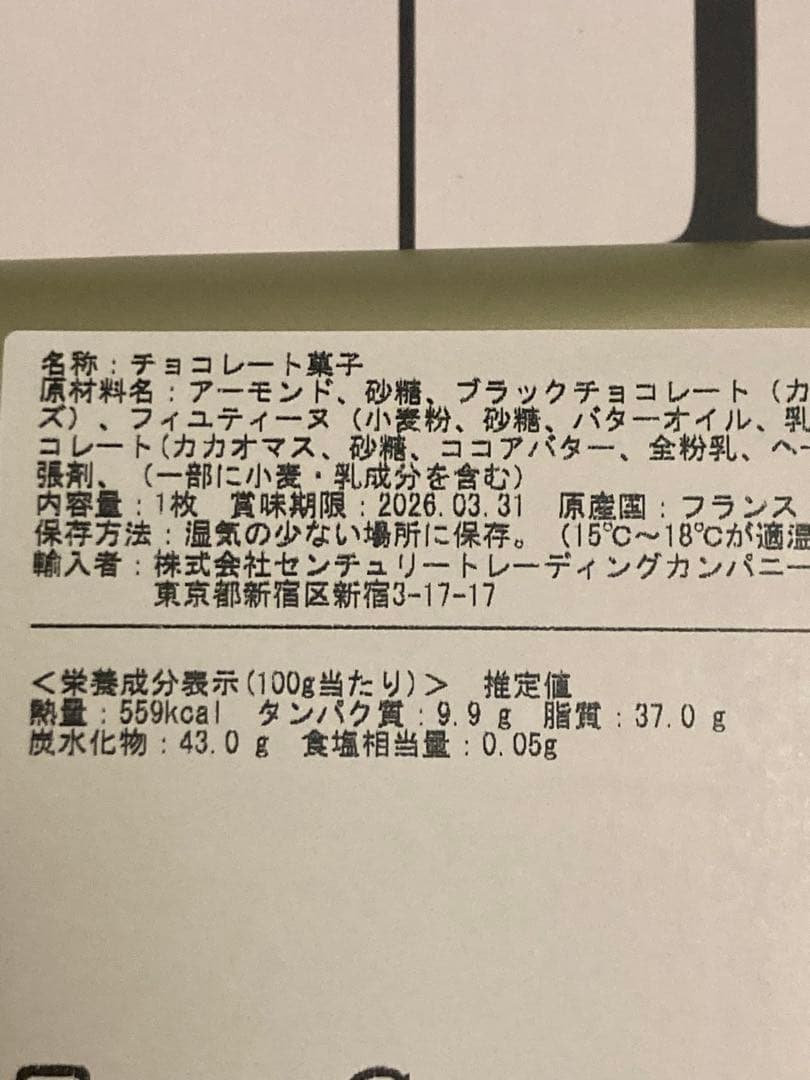 名称：チョコレート菓子
原材料名：アーモンド、砂糖、ブラックチョコレート（カ
ズ）、フィユティーヌ（小麦粉、砂糖、バターオイル、乳
コレート(カカオマス、砂糖、ココアバター、全粉乳、ヘー
張剤、（一部に小麦・乳成分を含む）
内容量：1枚　賞味期限：2026.03.31　原産国：フランス
保存方法：湿気の少ない場所に保存。（15℃～18℃が適温
輸入者：株式会社センチュリートレーディングカンパニー
東京都新宿区新宿3-17-17
＜栄養成分表示(100g当たり)＞　推定値
熱量：559kcal　タンパク質：9.9 g　脂質：37.0 g
炭水化物：43.0 g　食塩相当量：0.05g